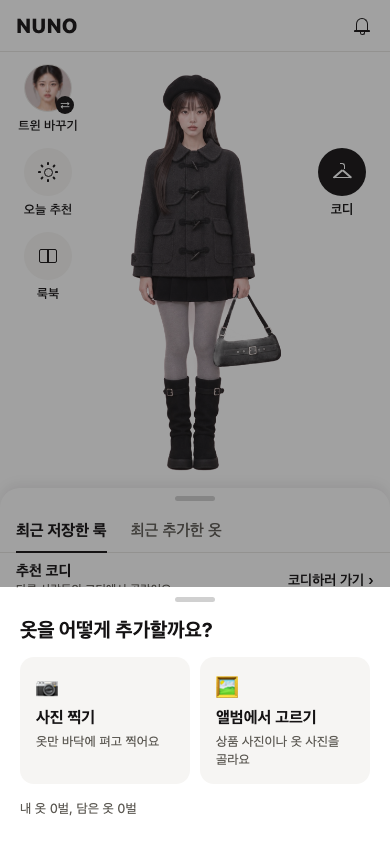 NUNO
트윈 바꾸기
오늘 추천
코디
룩북
최근 저장한 룩
최근 추가한 옷
추천 코디
코디하러 가기 ›
옷을 어떻게 추가할까요?
사진 찍기
옷만 바닥에 펴고 찍어요
앨범에서 고르기
상품 사진이나 옷 사진을
골라요
내 옷 0벌, 담은 옷 0벌